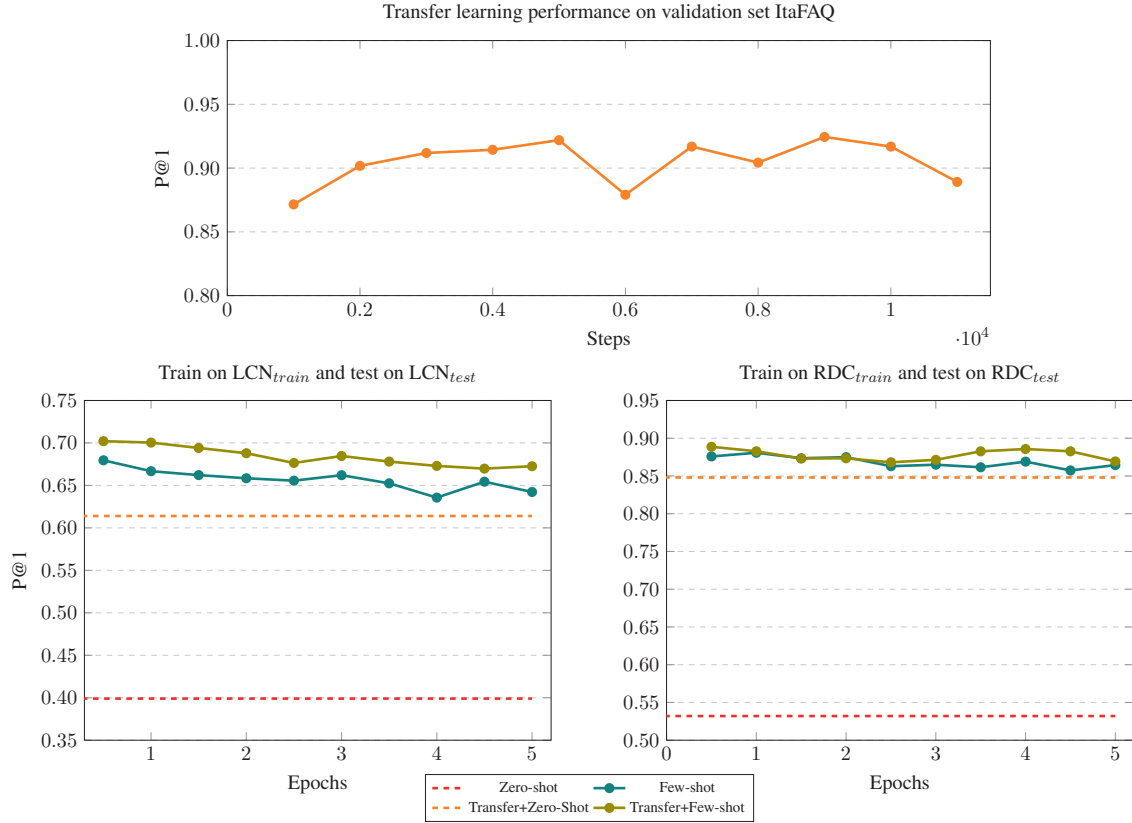 Transfer learning performance on validation set ItaFAQ
1.00
0.95
0.90
0.85
0.80
P@1
0 0.2 0.4 0.6 0.8 1
Steps
·10^4
Train on LCN_train and test on LCN_test
0.75
0.70
0.65
0.60
0.55
0.50
0.45
0.40
0.35
P@1
1 2 3 4 5
Epochs
Train on RDC_train and test on RDC_test
0.95
0.90
0.85
0.80
0.75
0.70
0.65
0.60
0.55
0.50
0 1 2 3 4 5
Epochs
Zero-shot Few-shot
Transfer+Zero-Shot Transfer+Few-shot